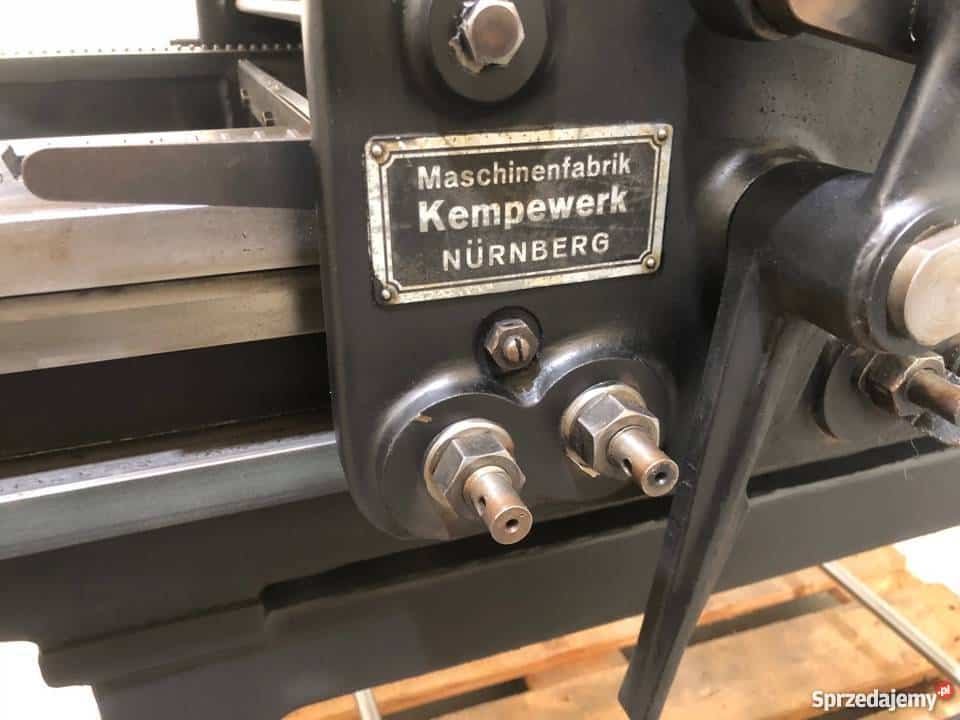 Maschinenfabrik
Kempewerk
NÜRNBERG
Sprzedajemy.pl